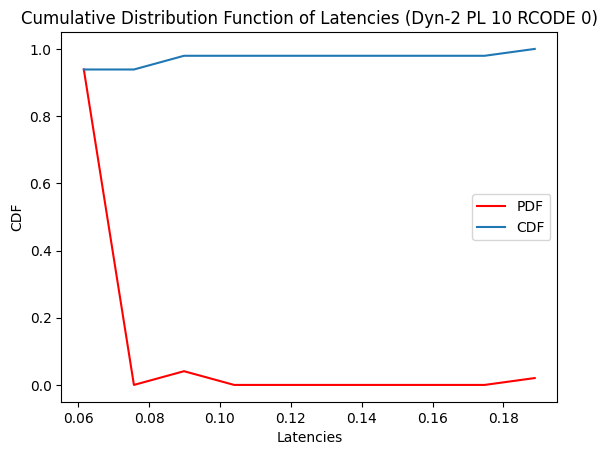 Cumulative Distribution Function of Latencies (Dyn-2 PL 10 RCODE 0)
1.0
0.8
0.6
0.4
0.2
0.0
CDF
PDF
CDF
0.06 0.08 0.10 0.12 0.14 0.16 0.18
Latencies